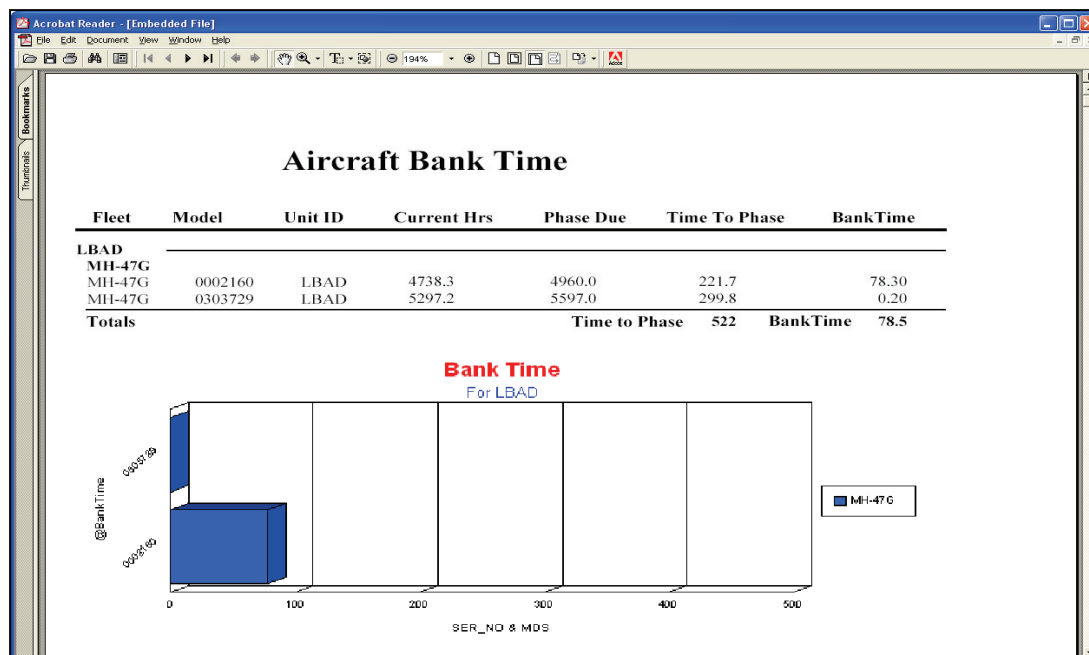 Acrobat Reader - [Embedded File]
File Edit Document View Window Help
194%
Adobe
Bookmarks
Thumbnails
Aircraft Bank Time
Fleet Model Unit ID Current Hrs Phase Due Time To Phase BankTime
LBAD
MH-47G
MH-47G 0002160 LBAD 4738.3 4960.0 221.7 78.30
MH-47G 0303729 LBAD 5297.2 5597.0 299.8 0.20
Totals Time to Phase 522 BankTime 78.5
Bank Time
For LBAD
@BankTime
MH-47G
0 100 200 300 400 500
SER_NO & MDS